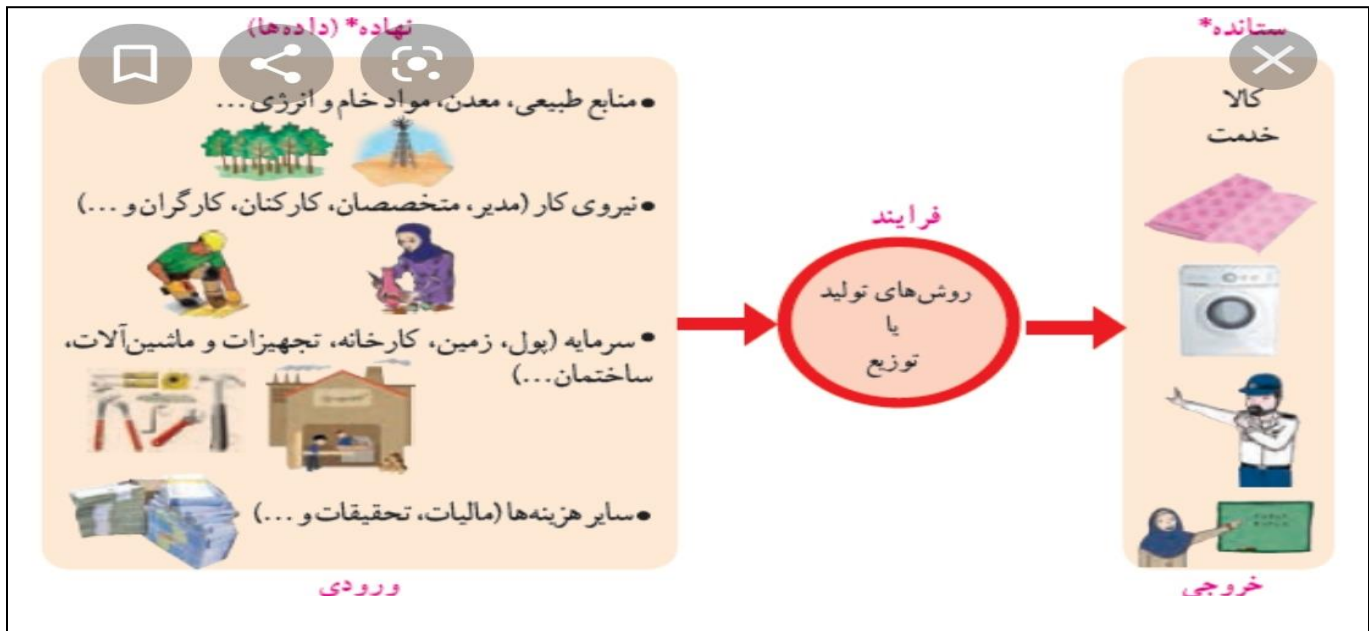 نهاده* (داده‌ها)
• منابع طبیعی، معدن، مواد خام و انرژی ...
• نیروی کار (مدیر، متخصصان، کارکنان، کارگران و ...)
• سرمایه (پول، زمین، کارخانه، تجهیزات و ماشین‌آلات،
ساختمان...)
• سایر هزینه‌ها (مالیات، تحقیقات و ...)
ورودی
فرایند
روش‌های تولید
یا
توزیع
ستانده*
کالا
خدمت
خروجی